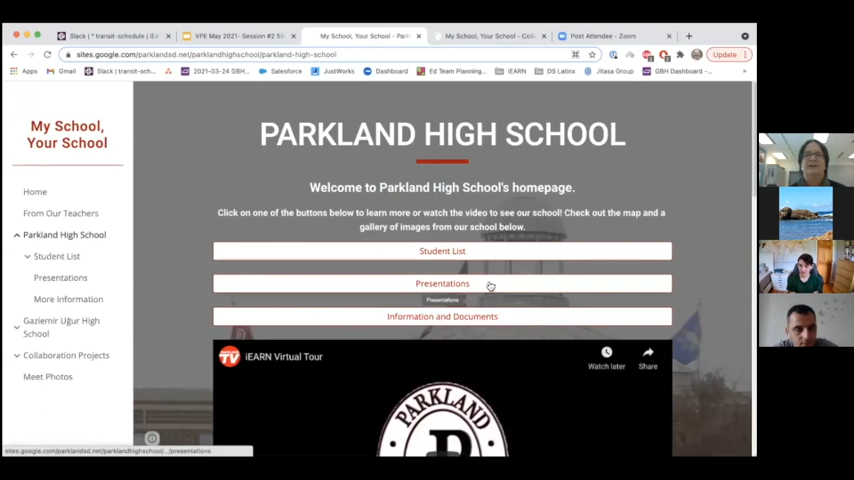 Slack | * transit-schedule | iEA
VPE May 2021- Session #2 Sli
My School, Your School - Park
My School, Your School - Coll
Post Attendee - Zoom
sites.google.com/parklandsd.net/parklandhighschool/parkland-high-school
Update
Apps
Gmail
Slack | transit-sch...
2021-03-24 GBH...
Salesforce
JustWorks
Dashboard
Ed Team Planning...
iEARN
DS Latinx
Jitasa Group
GBH Dashboard -...
My School,
Your School
Home
From Our Teachers
Parkland High School
Student List
Presentations
More Information
Gaziemir Uğur High
School
Collaboration Projects
Meet Photos
PARKLAND HIGH SCHOOL
Welcome to Parkland High School's homepage.
Click on one of the buttons below to learn more or watch the video to see our school! Check out the map and a
gallery of images from our school below.
Student List
Presentations
Presentations
Information and Documents
TV
iEARN Virtual Tour
Watch later
Share
PARKLAND
P
sites.google.com/parklandsd.net/parklandhighschool/.../presentations